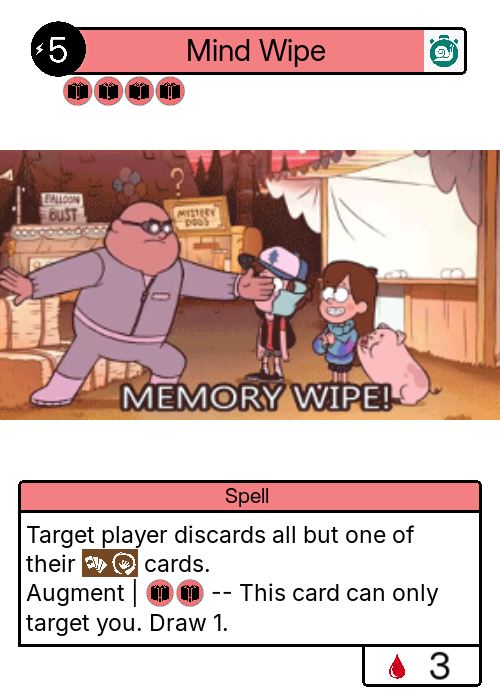 5
Mind Wipe
?
BALLOON
BUST
MYSTERY
DOGS
MEMORY WIPE!
Spell
Target player discards all but one of
their cards.
Augment | -- This card can only
target you. Draw 1.
3